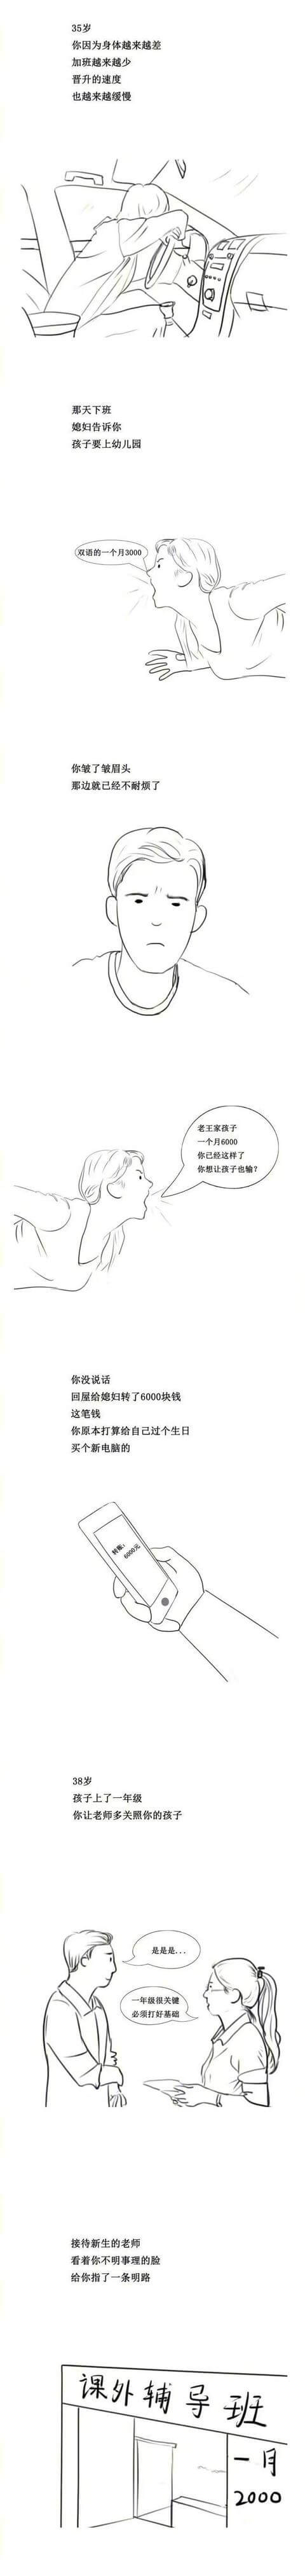 35岁
你因为身体越来越差
加班越来越少
晋升的速度
也越来越缓慢
那天下班
媳妇告诉你
孩子要上幼儿园
双语的一个月3000
你皱了皱眉头
那边就已经不耐烦了
老王家孩子
一个月6000
你已经这样了
你想让孩子也输？
你没说话
回屋给媳妇转了6000块钱
这笔钱
你原本打算给自己过个生日
买个新电脑的
转账：
6000元
38岁
孩子上了一年级
你让老师多关照你的孩子
是是是...
一年级很关键
必须打好基础
接待新生的老师
看着你不明事理的脸
给你指了一条明路
课外辅导班
一月
2000